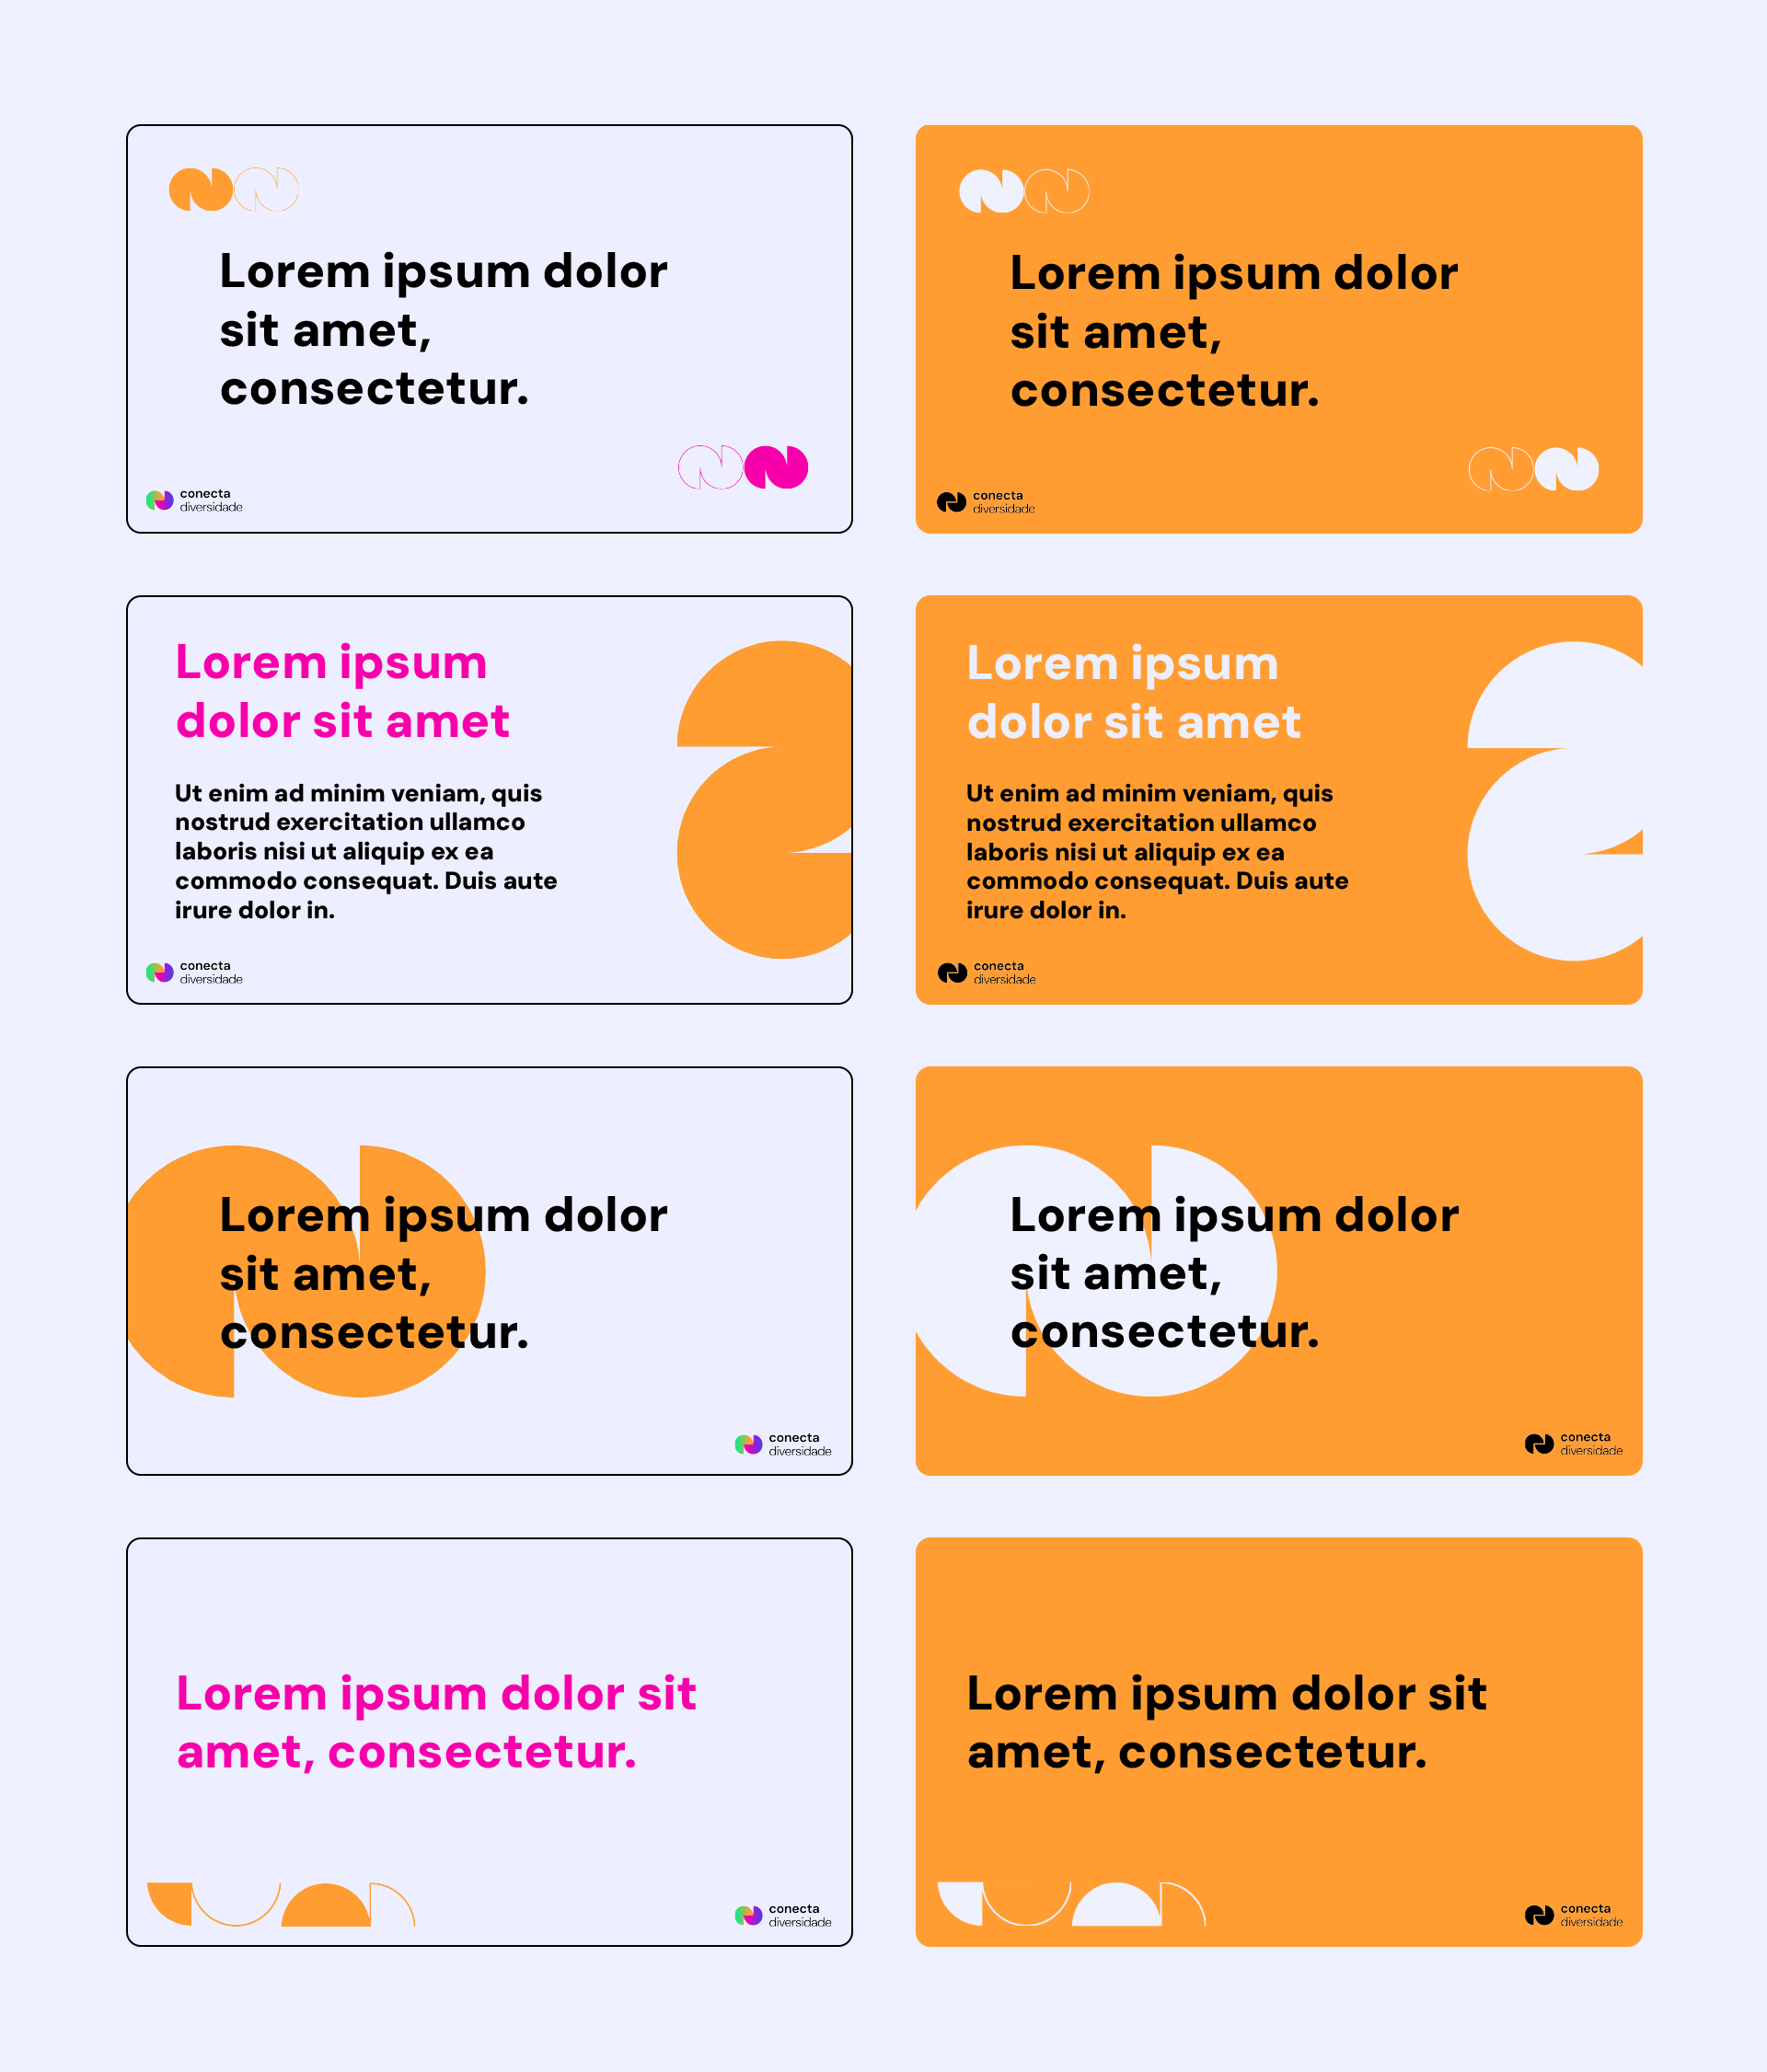 Lorem ipsum dolor
sit amet,
consectetur.
conecta
diversidade
Lorem ipsum dolor
sit amet,
consectetur.
conecta
diversidade
Lorem ipsum
dolor sit amet
Ut enim ad minim veniam, quis
nostrud exercitation ullamco
laboris nisi ut aliquip ex ea
commodo consequat. Duis aute
irure dolor in.
conecta
diversidade
Lorem ipsum
dolor sit amet
Ut enim ad minim veniam, quis
nostrud exercitation ullamco
laboris nisi ut aliquip ex ea
commodo consequat. Duis aute
irure dolor in.
conecta
diversidade
Lorem ipsum dolor
sit amet,
consectetur.
conecta
diversidade
Lorem ipsum dolor
sit amet,
consectetur.
conecta
diversidade
Lorem ipsum dolor sit
amet, consectetur.
conecta
diversidade
Lorem ipsum dolor sit
amet, consectetur.
conecta
diversidade